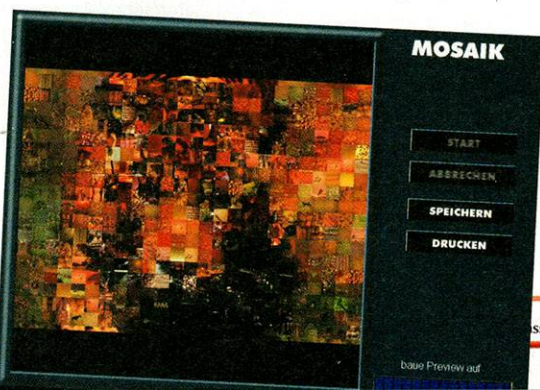 MOSAIK
START
ABBRECHEN
SPEICHERN
DRUCKEN
baue Preview auf